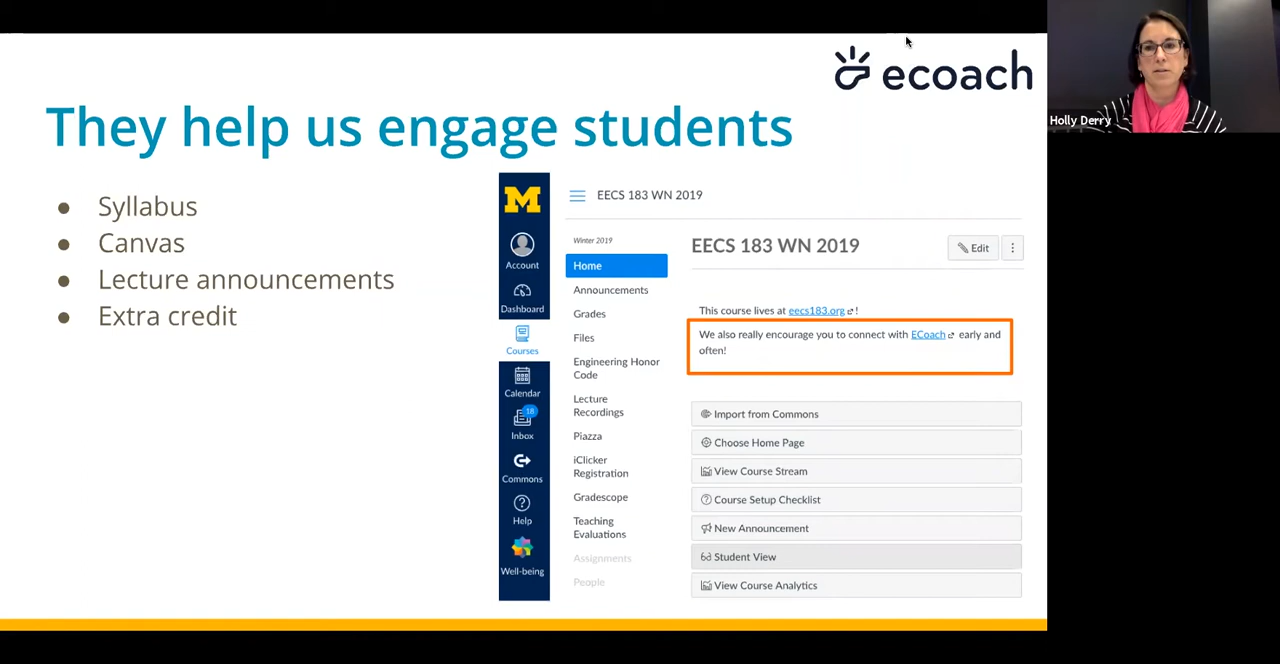 ecoach
Holly Derry
They help us engage students
● Syllabus
● Canvas
● Lecture announcements
● Extra credit
M
Account
Dashboard
Courses
Calendar
18
Inbox
Commons
Help
Well-being
EECS 183 WN 2019
Winter 2019
Home
Announcements
Grades
Files
Engineering Honor
Code
Lecture
Recordings
Piazza
iClicker
Registration
Gradescope
Teaching
Evaluations
Assignments
People
EECS 183 WN 2019
Edit
This course lives at eecs183.org !
We also really encourage you to connect with ECoach early and
often!
Import from Commons
Choose Home Page
View Course Stream
Course Setup Checklist
New Announcement
Student View
View Course Analytics